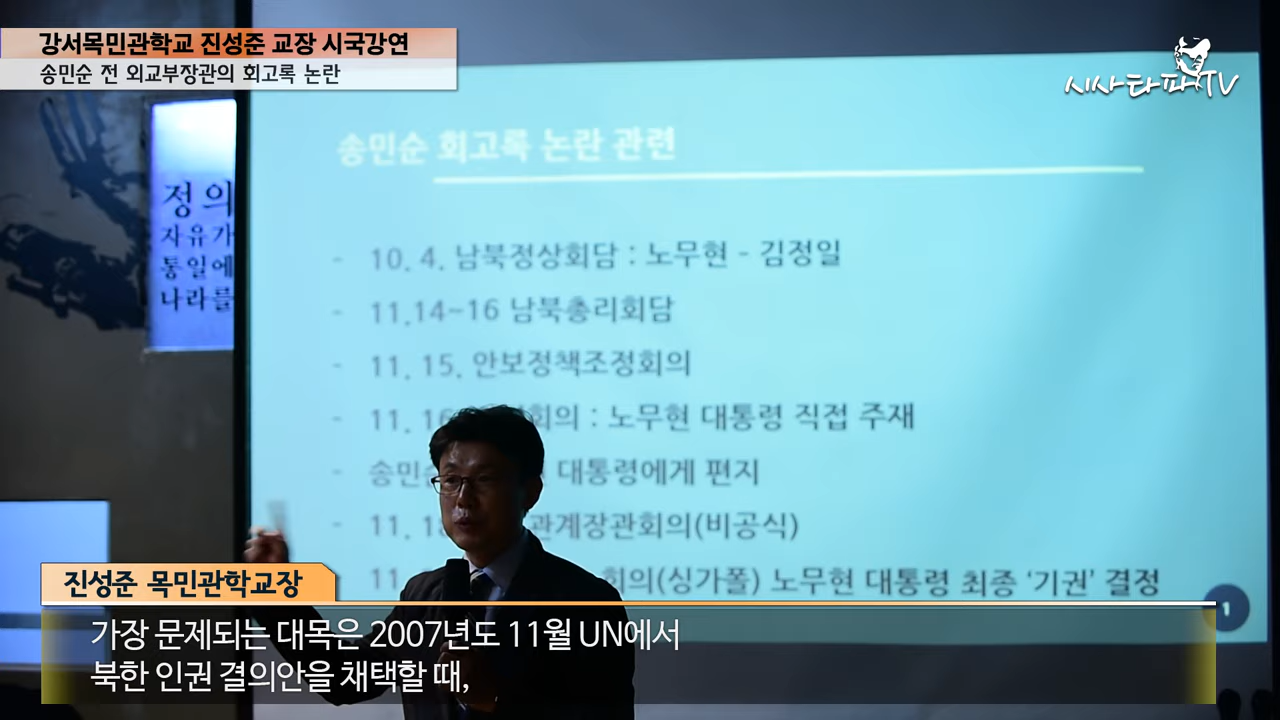 강서목민관학교 진성준 교장 시국강연
송민순 전 외교부장관의 회고록 논란
시사타파TV
정의
자유가
통일에
나라를
송민순 회고록 논란 관련
- 10. 4. 남북정상회담 : 노무현 - 김정일
- 11.14~16 남북총리회담
- 11. 15. 안보정책조정회의
- 11. 16 회의 : 노무현 대통령 직접 주재
- 송민순 대통령에게 편지
- 11. 18 관계장관회의(비공식)
11. 회의(싱가폴) 노무현 대통령 최종 ‘기권’ 결정
1
진성준 목민관학교장
가장 문제되는 대목은 2007년도 11월 UN에서
북한 인권 결의안을 채택할 때,